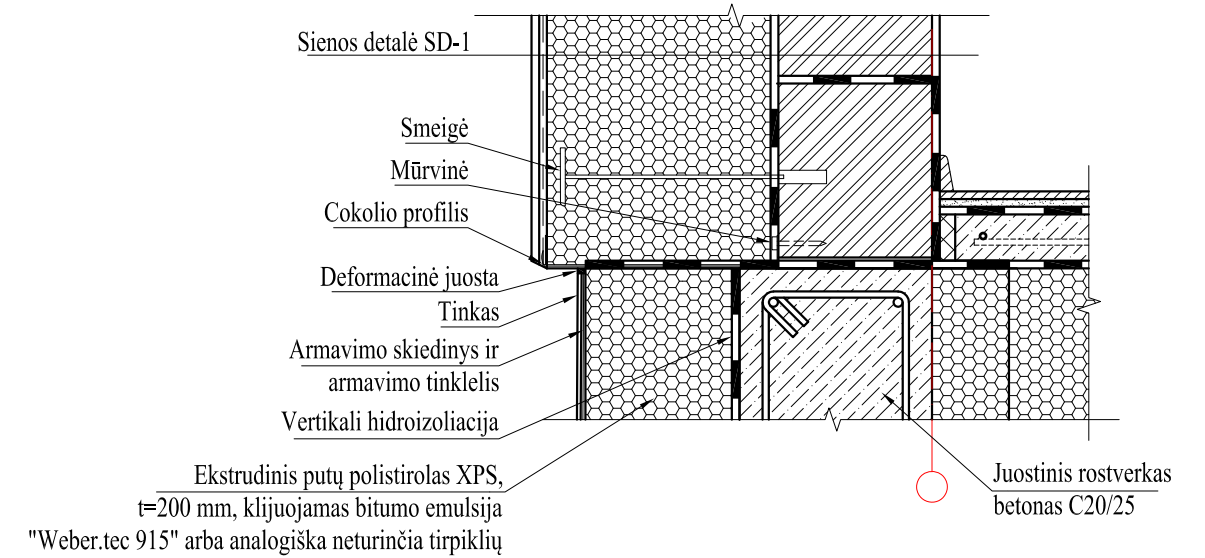 Sienos detalė SD-1
Smeigė
Mūrvinė
Cokolio profilis
Deformacinė juosta
Tinkas
Armavimo skiedinys ir
armavimo tinklelis
Vertikali hidroizoliacija
Ekstrudinis putų polistirolas XPS,
t=200 mm, klijuojamas bitumo emulsija
"Weber.tec 915" arba analogiška neturinčia tirpiklių
Juostinis rostverkas
betonas C20/25